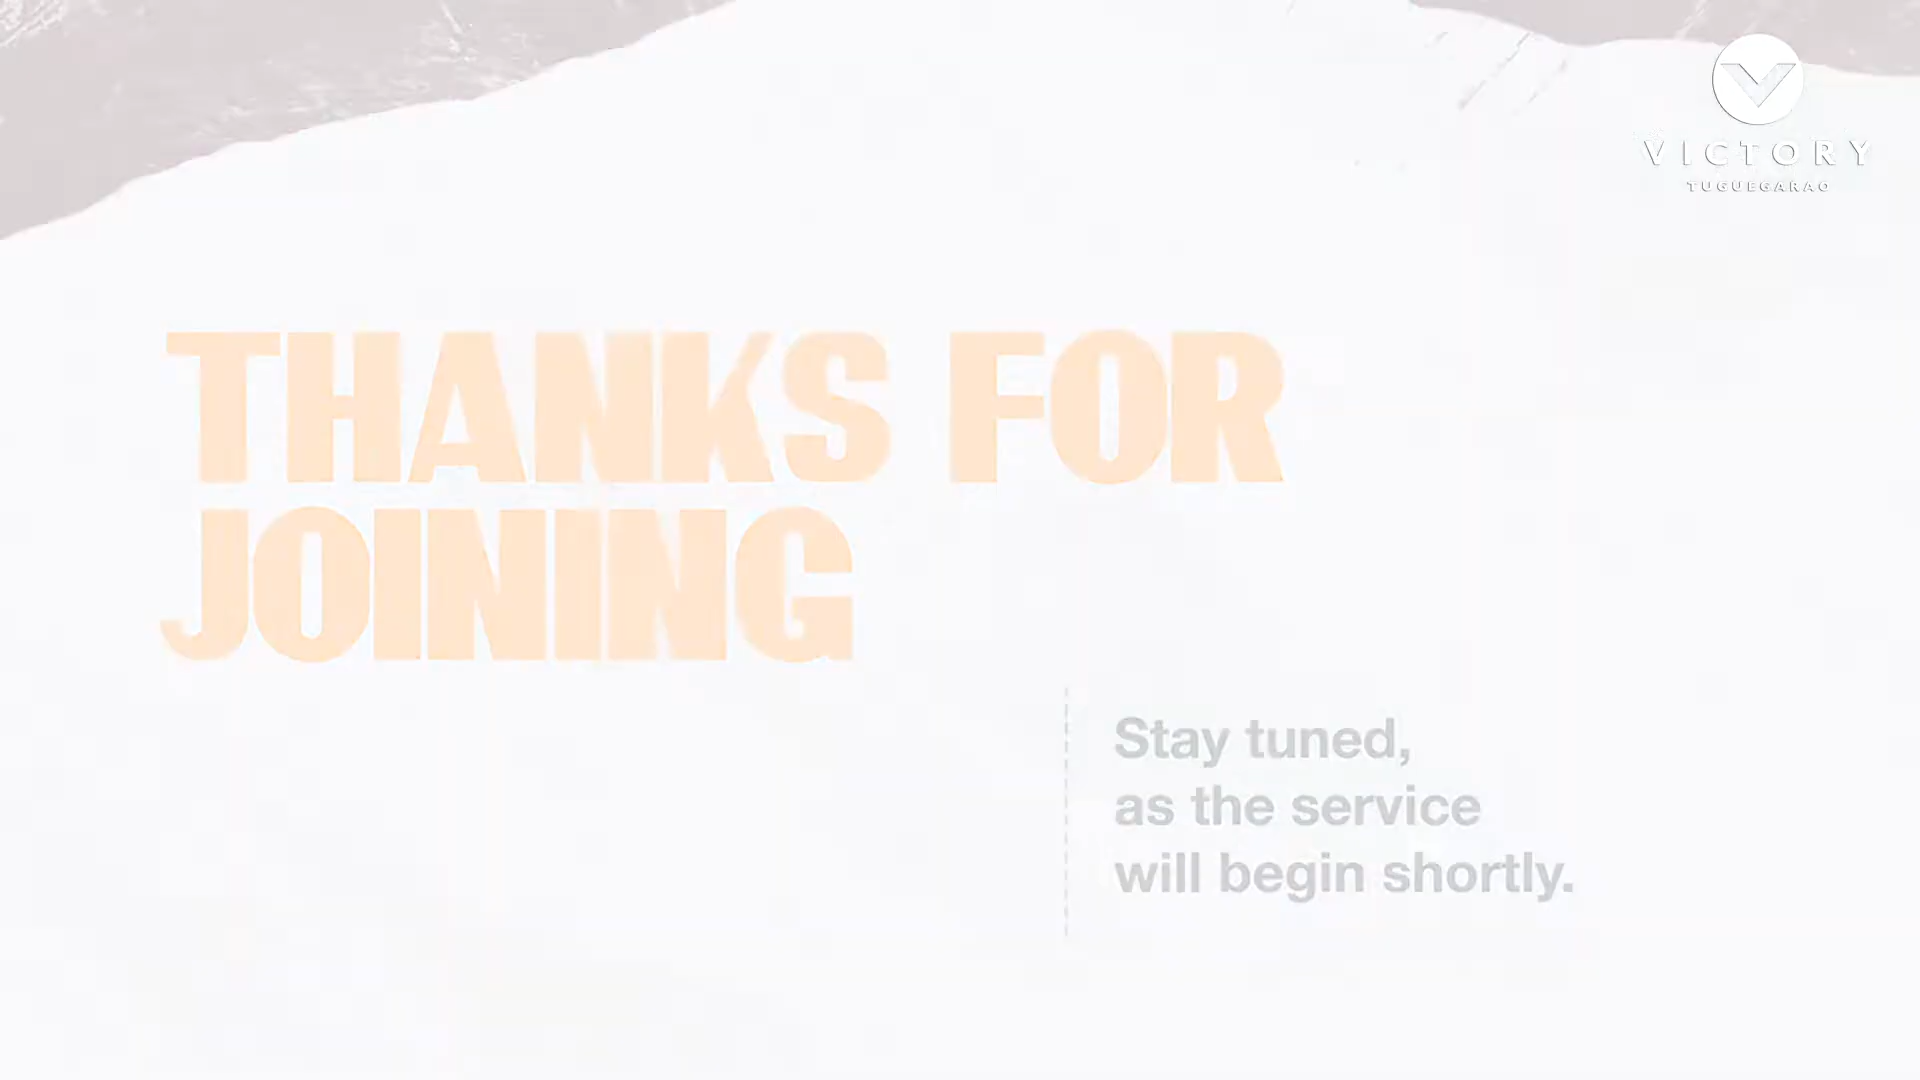 VICTORY
TUGUEGARAO
THANKS FOR
JOINING
Stay tuned,
as the service
will begin shortly.